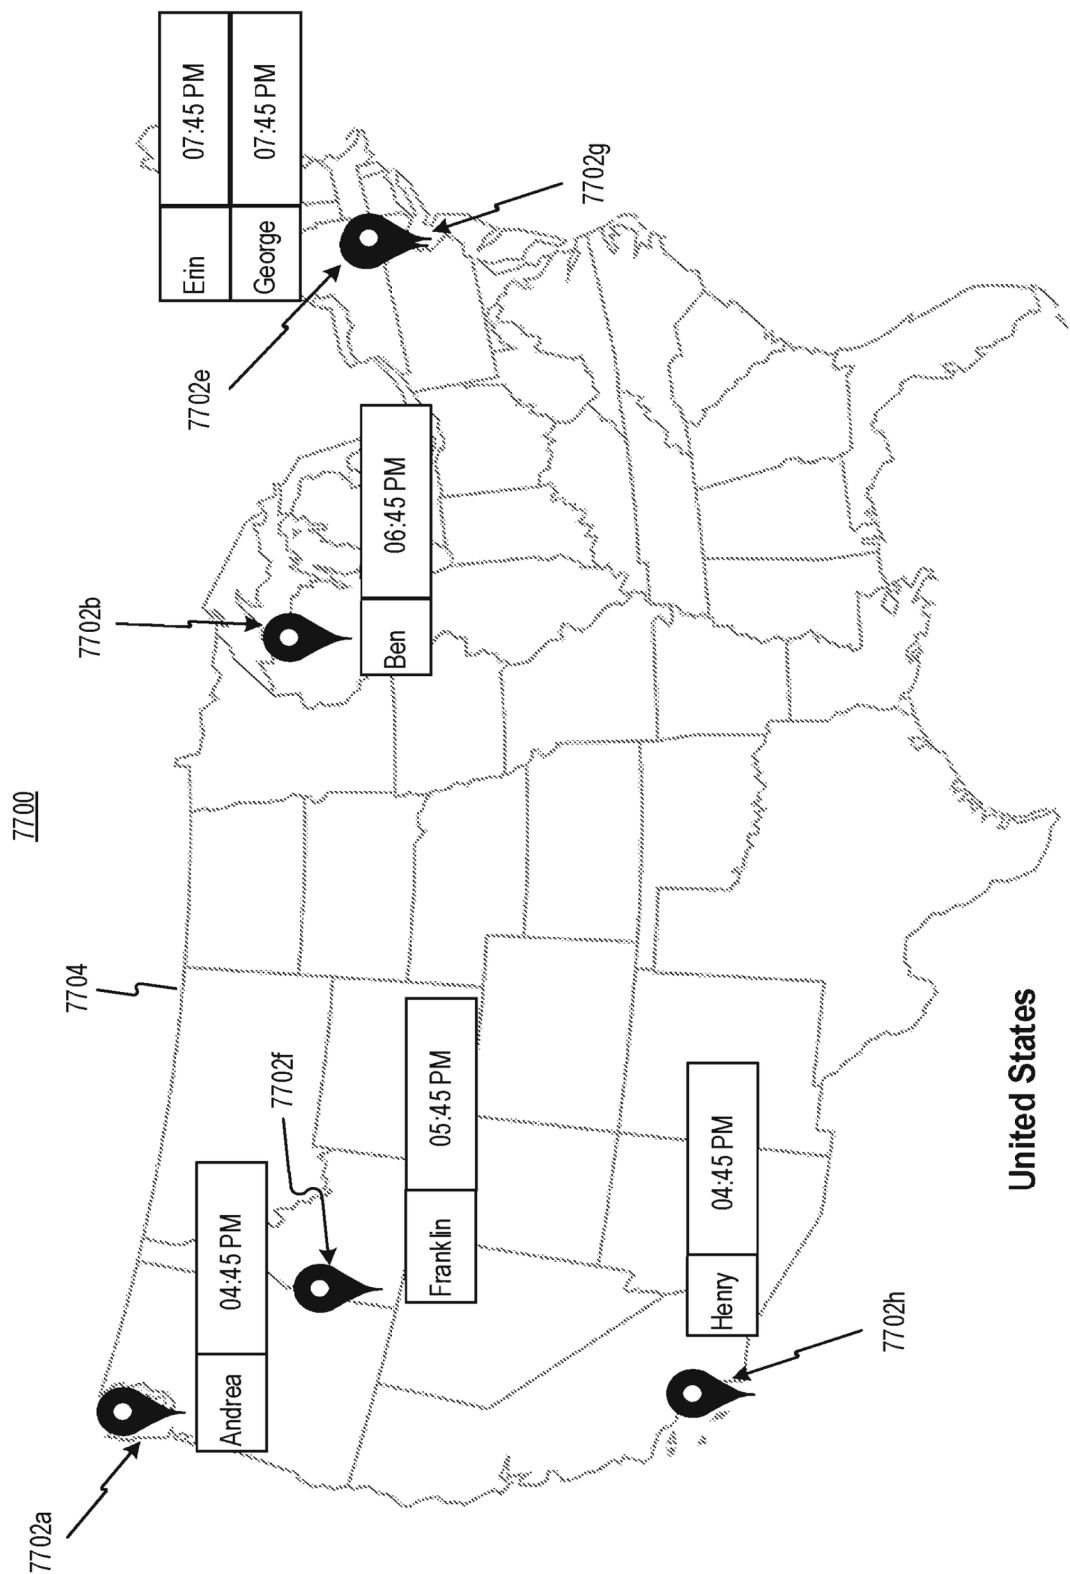 7700
7702a
7704
7702b
7702e
7702g
7702f
7702h
Andrea 04:45 PM
Franklin 05:45 PM
Henry 04:45 PM
Ben 06:45 PM
Erin 07:45 PM
George 07:45 PM
United States